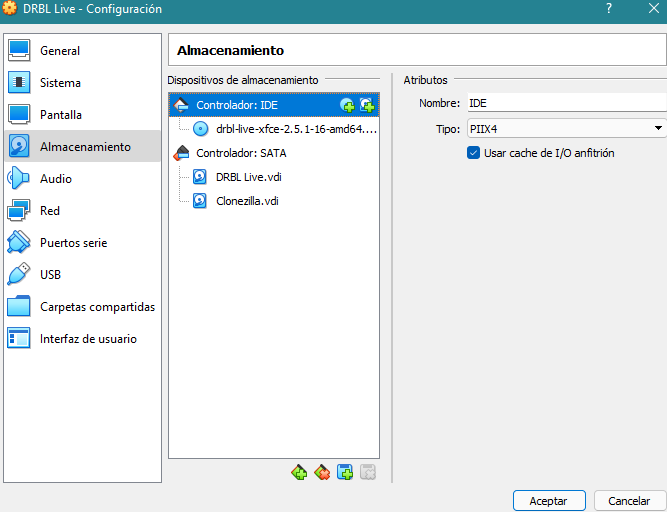 DRBL Live - Configuración
?
General
Sistema
Pantalla
Almacenamiento
Audio
Red
Puertos serie
USB
Carpetas compartidas
Interfaz de usuario
Almacenamiento
Dispositivos de almacenamiento
Controlador: IDE
drbl-live-xfce-2.5.1-16-amd64....
Controlador: SATA
DRBL Live.vdi
Clonezilla.vdi
Atributos
Nombre: IDE
Tipo: PIIX4
Usar cache de I/O anfitrión
Aceptar Cancelar